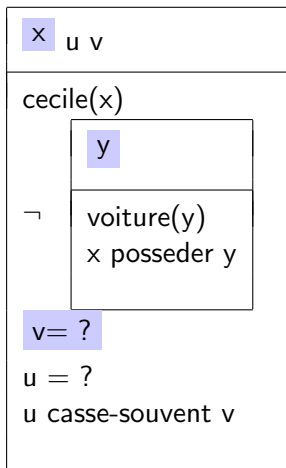 x u v
cecile(x)
y
¬
voiture(y)
x posseder y
v= ?
u = ?
u casse-souvent v